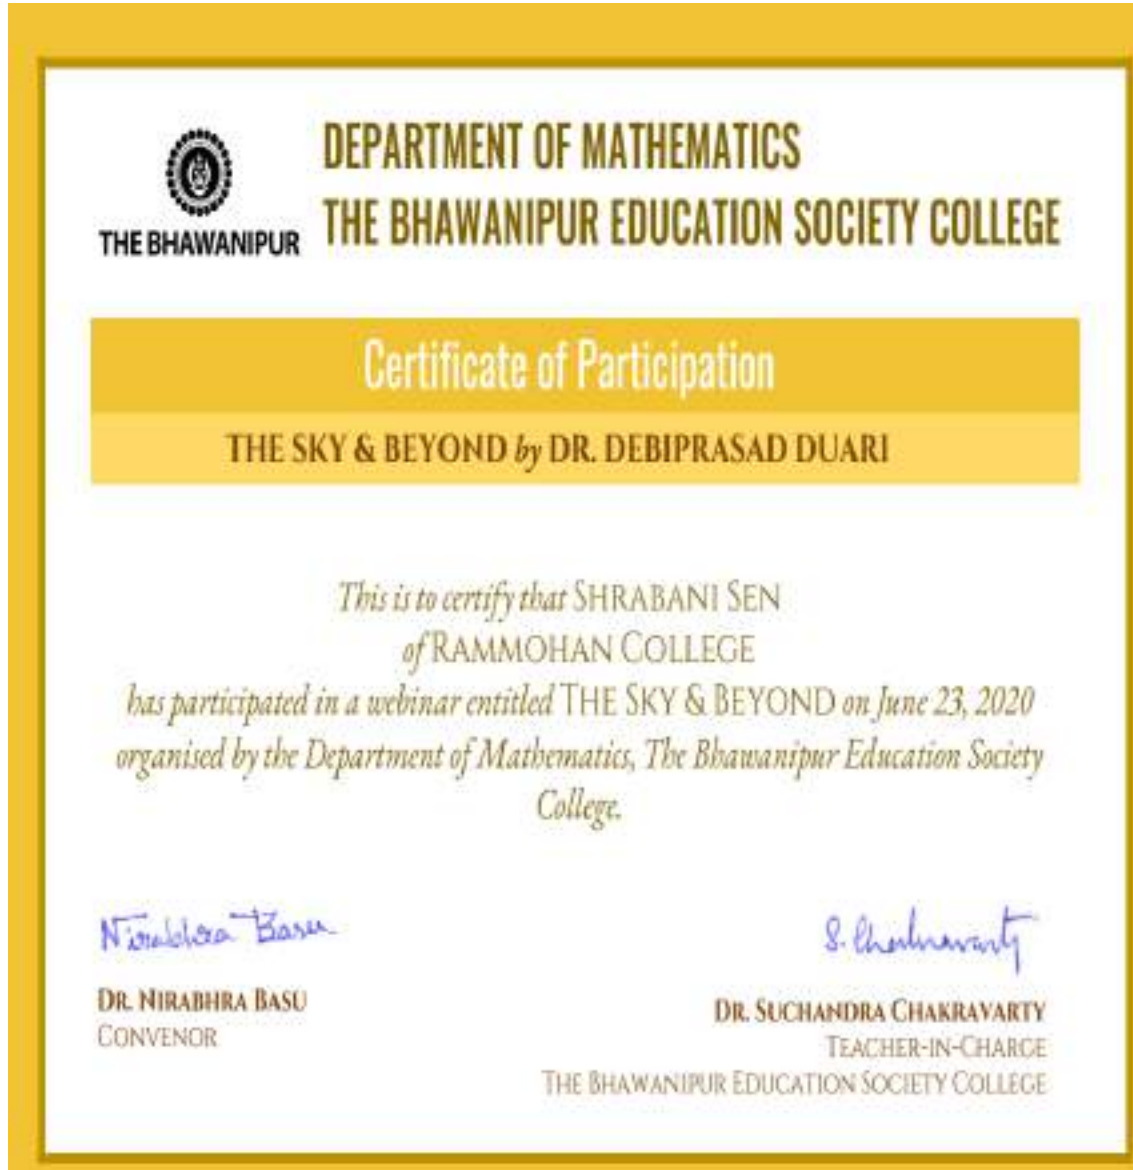 DEPARTMENT OF MATHEMATICS
THE BHAWANIPUR EDUCATION SOCIETY COLLEGE
THE BHAWANIPUR
Certificate of Participation
THE SKY & BEYOND by DR. DEBIPRASAD DUARI
This is to certify that SHRABANI SEN
of RAMMOHAN COLLEGE
has participated in a webinar entitled THE SKY & BEYOND on June 23, 2020
organised by the Department of Mathematics, The Bhawanipur Education Society
College.
Nirabhra Basu
S. Chakravarty
DR. NIRABHRA BASU
CONVENOR
DR. SUCHANDRA CHAKRAVARTY
TEACHER-IN-CHARGE
THE BHAWANIPUR EDUCATION SOCIETY COLLEGE